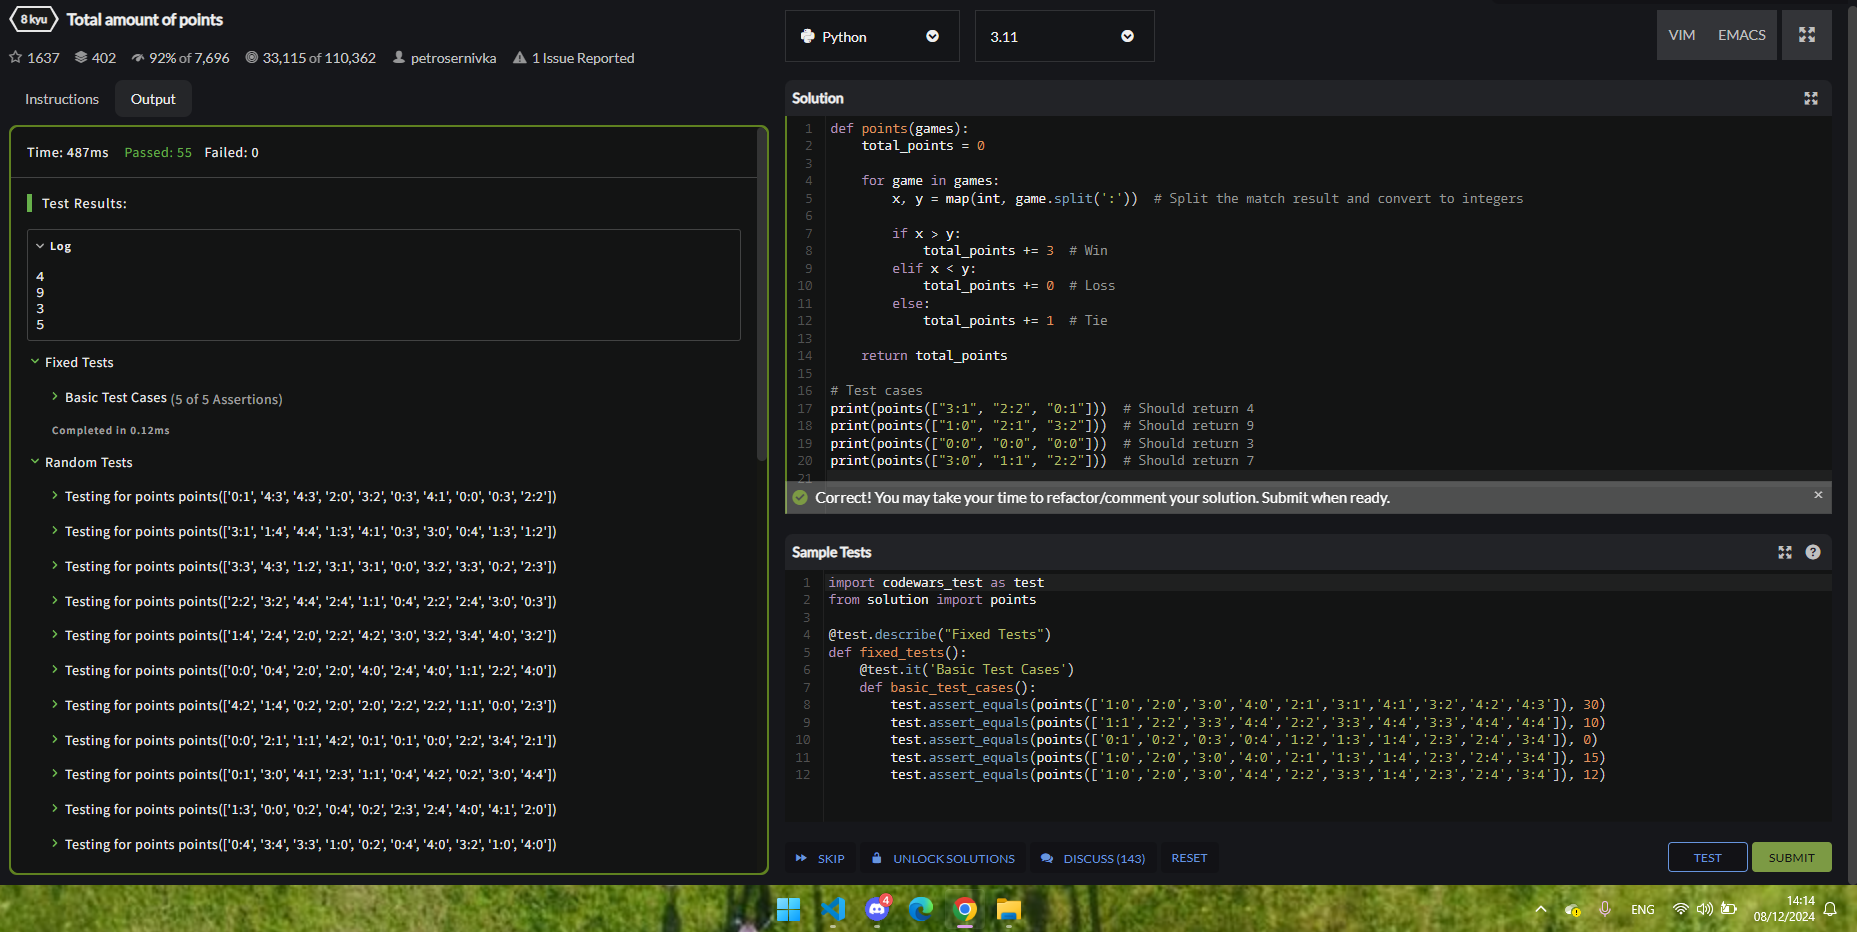 8 kyu Total amount of points
1637 402 92% of 7,696 33,115 of 110,362 petrosernivka 1 Issue Reported
Instructions Output
Time: 487ms Passed: 55 Failed: 0
Test Results:
Log
4
9
3
5
Fixed Tests
Basic Test Cases (5 of 5 Assertions)
Completed in 0.12ms
Random Tests
Testing for points points(['0:1', '4:3', '4:3', '2:0', '3:2', '0:3', '4:1', '0:0', '0:3', '2:2'])
Testing for points points(['3:1', '1:4', '4:4', '1:3', '4:1', '0:3', '3:0', '0:4', '1:3', '1:2'])
Testing for points points(['3:3', '4:3', '1:2', '3:1', '3:1', '0:0', '3:2', '3:3', '0:2', '2:3'])
Testing for points points(['2:2', '3:2', '4:4', '2:4', '1:1', '0:4', '2:2', '2:4', '3:0', '0:3'])
Testing for points points(['1:4', '2:4', '2:0', '2:2', '4:2', '3:0', '3:2', '3:4', '4:0', '3:2'])
Testing for points points(['0:0', '0:4', '2:0', '2:0', '4:0', '2:4', '4:0', '1:1', '2:2', '4:0'])
Testing for points points(['4:2', '1:4', '0:2', '2:0', '2:0', '2:2', '2:2', '1:1', '0:0', '2:3'])
Testing for points points(['0:0', '2:1', '1:1', '4:2', '0:1', '0:1', '0:0', '2:2', '3:4', '2:1'])
Testing for points points(['0:1', '3:0', '4:1', '2:3', '1:1', '0:4', '4:2', '0:2', '3:0', '4:4'])
Testing for points points(['1:3', '0:0', '0:2', '0:4', '0:2', '2:3', '2:4', '4:0', '4:1', '2:0'])
Testing for points points(['0:4', '3:4', '3:3', '1:0', '0:2', '0:4', '4:0', '3:2', '1:0', '4:0'])
Python 3.11 VIM EMACS
Solution
1 def points(games):
2 total_points = 0
3
4 for game in games:
5 x, y = map(int, game.split(':')) # Split the match result and convert to integers
6
7 if x > y:
8 total_points += 3 # Win
9 elif x < y:
10 total_points += 0 # Loss
11 else:
12 total_points += 1 # Tie
13
14 return total_points
15
16 # Test cases
17 print(points(["3:1", "2:2", "0:1"])) # Should return 4
18 print(points(["1:0", "2:1", "3:2"])) # Should return 9
19 print(points(["0:0", "0:0", "0:0"])) # Should return 3
20 print(points(["3:0", "1:1", "2:2"])) # Should return 7
21
Correct! You may take your time to refactor/comment your solution. Submit when ready.
Sample Tests
1 import codewars_test as test
2 from solution import points
3
4 @test.describe("Fixed Tests")
5 def fixed_tests():
6 @test.it('Basic Test Cases')
7 def basic_test_cases():
8 test.assert_equals(points(['1:0','2:0','3:0','4:0','2:1','3:1','4:1','3:2','4:2','4:3']), 30)
9 test.assert_equals(points(['1:1','2:2','3:3','4:4','2:2','3:3','4:4','3:3','4:4','4:4']), 10)
10 test.assert_equals(points(['0:1','0:2','0:3','0:4','1:2','1:3','1:4','2:3','2:4','3:4']), 0)
11 test.assert_equals(points(['1:0','2:0','3:0','4:0','2:1','1:3','1:4','2:3','2:4','3:4']), 15)
12 test.assert_equals(points(['1:0','2:0','3:0','4:4','2:2','3:3','1:4','2:3','2:4','3:4']), 12)
SKIP UNLOCK SOLUTIONS DISCUSS (143) RESET TEST SUBMIT
4
ENG
14:14
08/12/2024